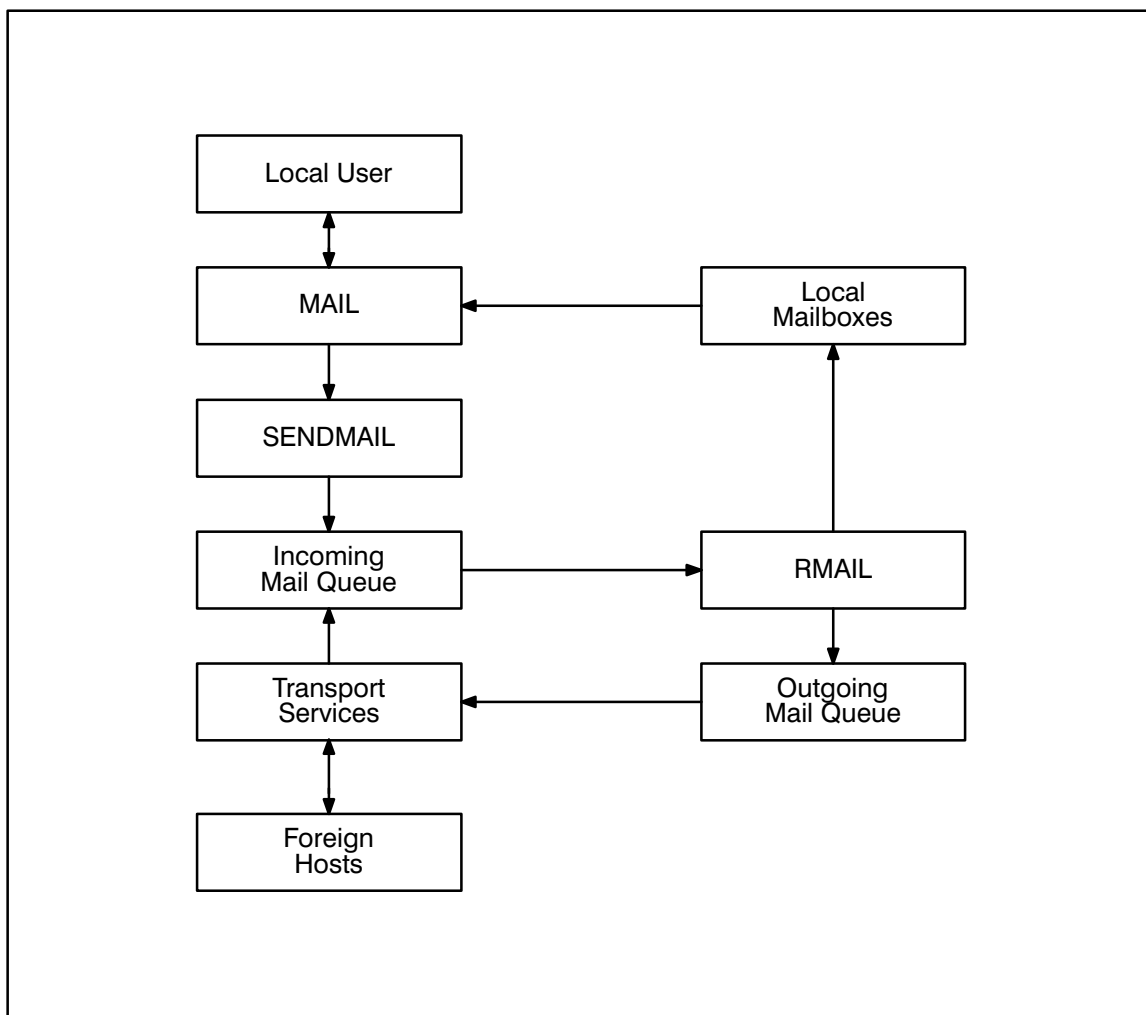 Local User
MAIL
Local
Mailboxes
SENDMAIL
Incoming
Mail Queue
RMAIL
Transport
Services
Outgoing
Mail Queue
Foreign
Hosts